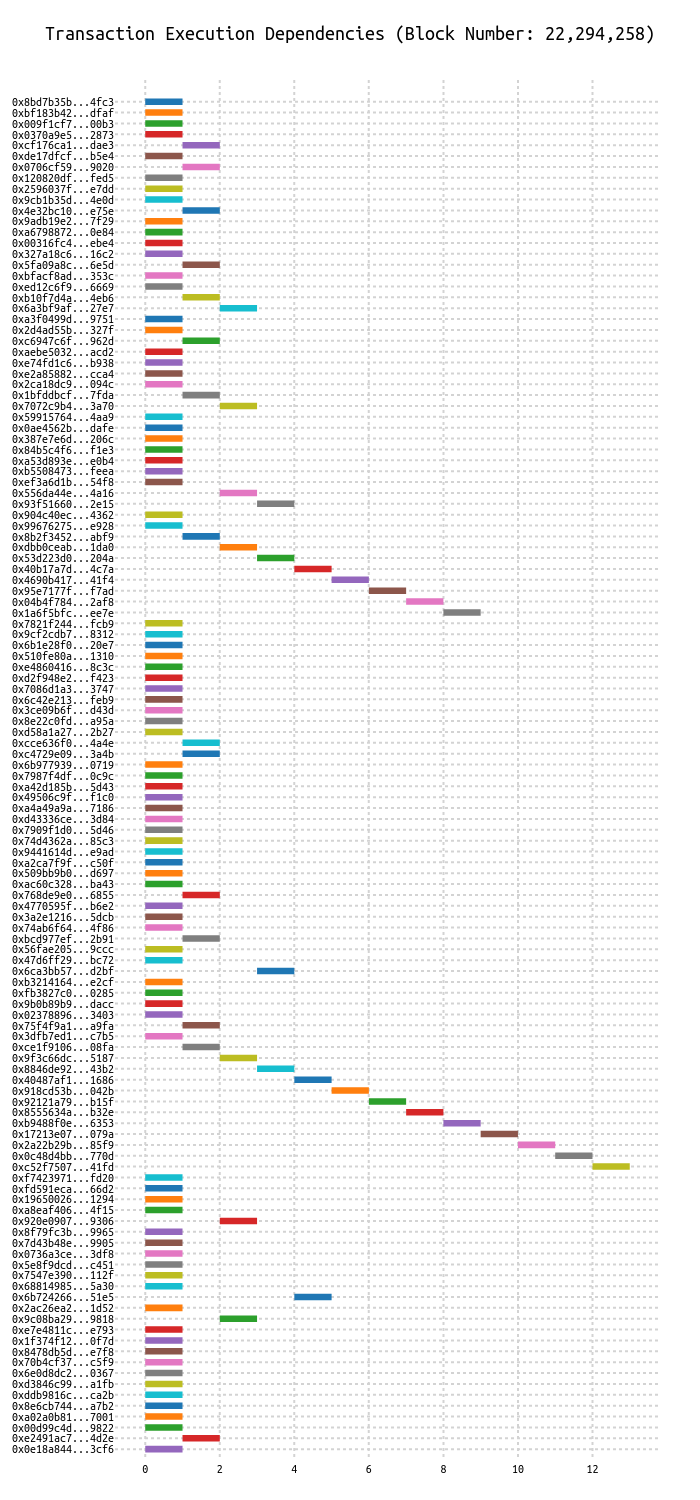 Transaction Execution Dependencies (Block Number: 22,294,258)
0x8bd7b35b...4fc3
0xbf183b42...dfaf
0x009f1cf7...00b3
0x0370a9e5...2873
0xcf176ca1...dae3
0xde17dfcf...b5e4
0x0706cf59...9020
0x120820df...fed5
0x2596037f...e7dd
0x9cb1b35d...4e0d
0x4e32bc10...e75e
0x9adb19e2...7f29
0xa6798872...0e84
0x00316fc4...ebe4
0x327a18c6...16c2
0x5fa09a8c...6e5d
0xbfacf8ad...353c
0xed12c6f9...6669
0xb10f7d4a...4eb6
0x6a3bf9af...27e7
0xa3f0499d...9751
0x2d4ad55b...327f
0xc6947c6f...962d
0xaebe5032...acd2
0xe74fd1c6...b938
0xe2a85882...cca4
0x2ca18dc9...094c
0x1bfddbcf...7fda
0x7072c9b4...3a70
0x59915764...4aa9
0x0ae4562b...dafe
0x387e7e6d...206c
0x84b5c4f6...f1e3
0xa53d893e...e0b4
0xb5508473...feea
0xef3a6d1b...54f8
0x556da44e...4a16
0x93f51660...2e15
0x904c40ec...4362
0x99676275...e928
0x8b2f3452...abf9
0xdbb0ceab...1da0
0x53d223d0...204a
0x40b17a7d...4c7a
0x4690b417...41f4
0x95e7177f...f7ad
0x04b4f784...2af8
0x1a6f5bfc...ee7e
0x7821f244...fcb9
0x9cf2cdb7...8312
0x6b1e28f0...20e7
0x510fe80a...1310
0xe4860416...8c3c
0xd2f948e2...f423
0x7086d1a3...3747
0x6c42e213...feb9
0x3ce09b6f...d43d
0x8e22c0fd...a95a
0xd58a1a27...2b27
0xcce636f0...4a4e
0xc4729e09...3a4b
0x6b977939...0719
0x7987f4df...0c9c
0xa42d185b...5d43
0x49506c9f...f1c0
0xa4a49a9a...7186
0xd43336ce...3d84
0x7909f1d0...5d46
0x74d4362a...85c3
0x9441614d...e9ad
0xa2ca7f9f...c50f
0x509bb9b0...d697
0xac60c328...ba43
0x768de9e0...6855
0x4770595f...b6e2
0x3a2e1216...5dcb
0x74ab6f64...4f86
0xbcd977ef...2b91
0x56fae205...9ccc
0x47d6ff29...bc72
0x6ca3bb57...d2bf
0xb3214164...e2cf
0xfb3827c0...0285
0x9b0b89b9...dacc
0x02378896...3403
0x75f4f9a1...a9fa
0x3dfb7ed1...c7b5
0xce1f9106...08fa
0x9f3c66dc...5187
0x8846de92...43b2
0x40487af1...1686
0x918cd53b...042b
0x92121a79...b15f
0x8555634a...b32e
0xb9488f0e...6353
0x17213e07...079a
0x2a22b29b...85f9
0x0c48d4bb...770d
0xc52f7507...41fd
0xf7423971...fd20
0xfd591eca...66d2
0x19650026...1294
0xa8eaf406...4f15
0x920e0907...9306
0x8f79fc3b...9965
0x7d43b48e...9905
0x0736a3ce...3df8
0x5e8f9dcd...c451
0x7547e390...112f
0x68814985...5a30
0x6b724266...51e5
0x2ac26ea2...1d52
0x9c08ba29...9818
0xe7e4811c...e793
0x1f374f12...0f7d
0x8478db5d...e7f8
0x70b4cf37...c5f9
0x6e0d8dc2...0367
0xd3846c99...a1fb
0xddb9816c...ca2b
0x8e6cb744...a7b2
0xa02a0b81...7001
0x00d99c4d...9822
0xe2491ac7...4d2e
0x0e18a844...3cf6
0 2 4 6 8 10 12